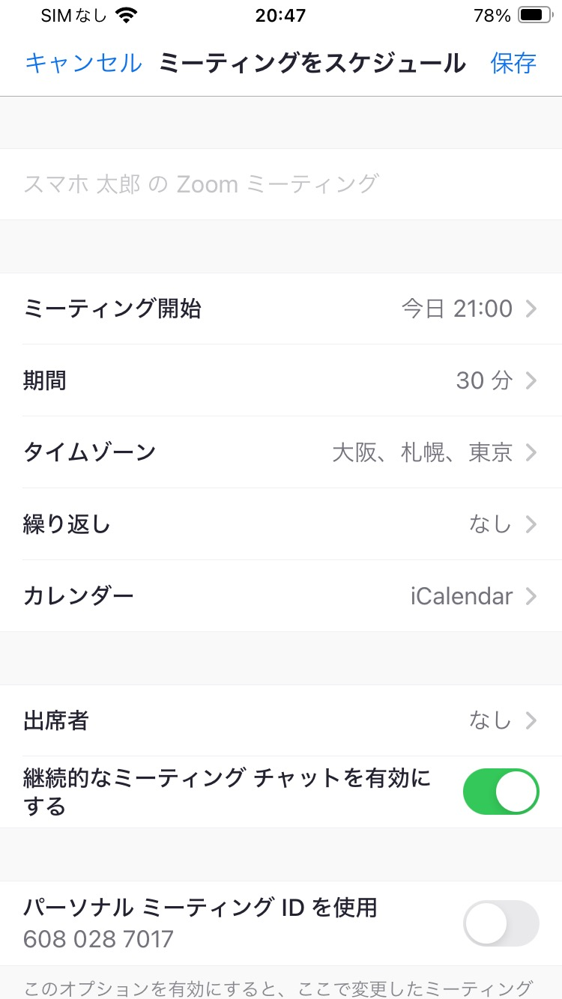 SIMなし 20:47 78%
キャンセル ミーティングをスケジュール 保存
スマホ 太郎 の Zoom ミーティング
ミーティング開始 今日 21:00
期間 30 分
タイムゾーン 大阪、札幌、東京
繰り返し なし
カレンダー iCalendar
出席者 なし
継続的なミーティング チャットを有効に
する
パーソナル ミーティング ID を使用
608 028 7017
このオプションを有効にすると、ここで変更したミーティング